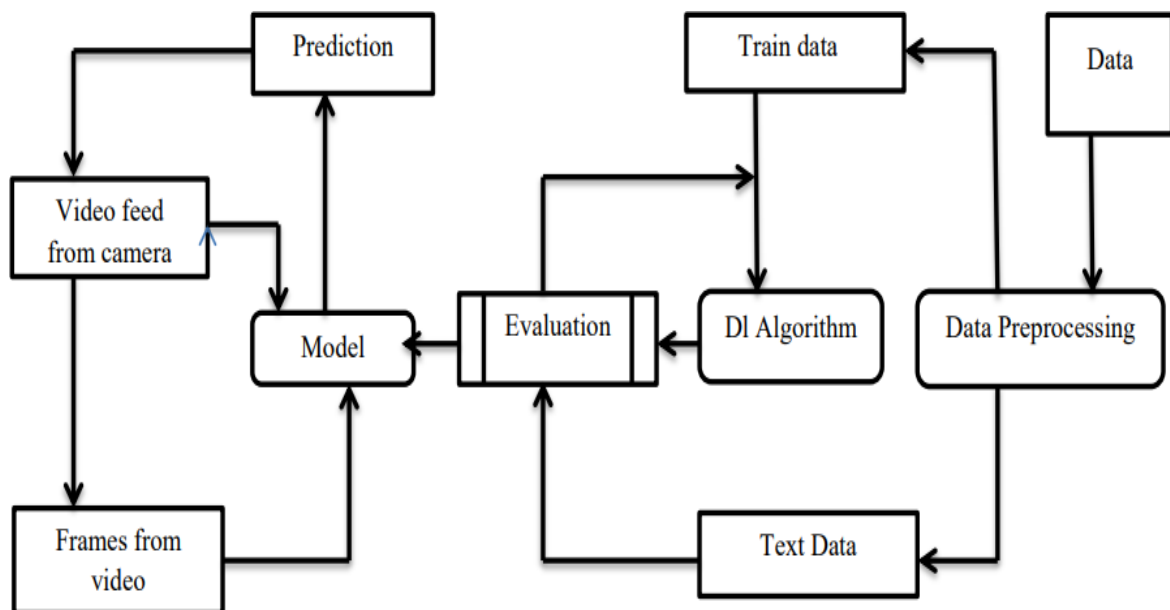 Prediction
Train data
Data
Video feed
from camera
Model
Evaluation
Dl Algorithm
Data Preprocessing
Frames from
video
Text Data